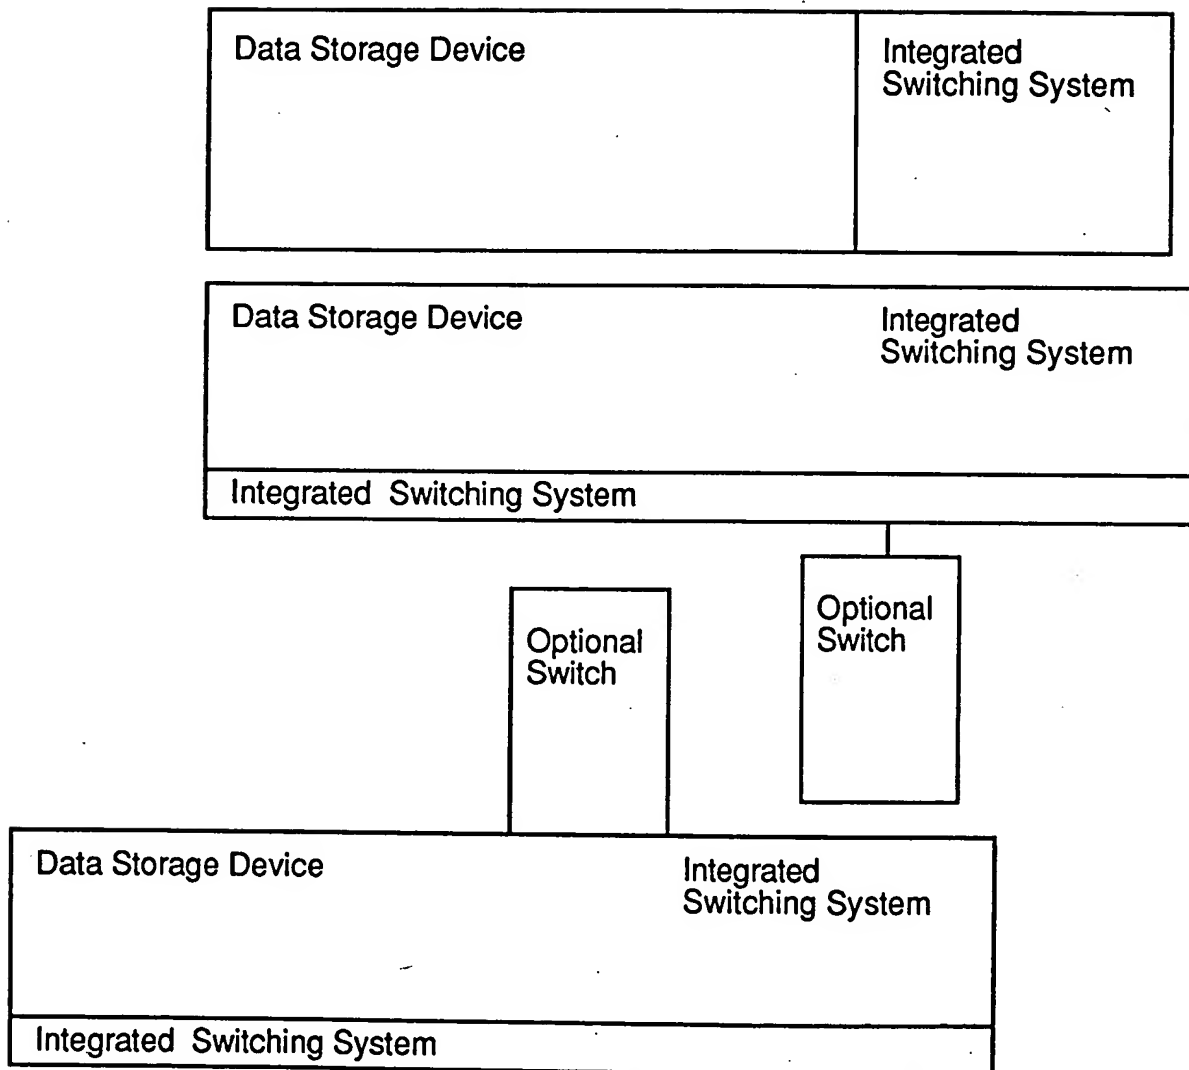 Data Storage Device
Integrated
Switching System
Data Storage Device
Integrated
Switching System
Integrated Switching System
Optional
Switch
Optional
Switch
Data Storage Device
Integrated
Switching System
Integrated Switching System